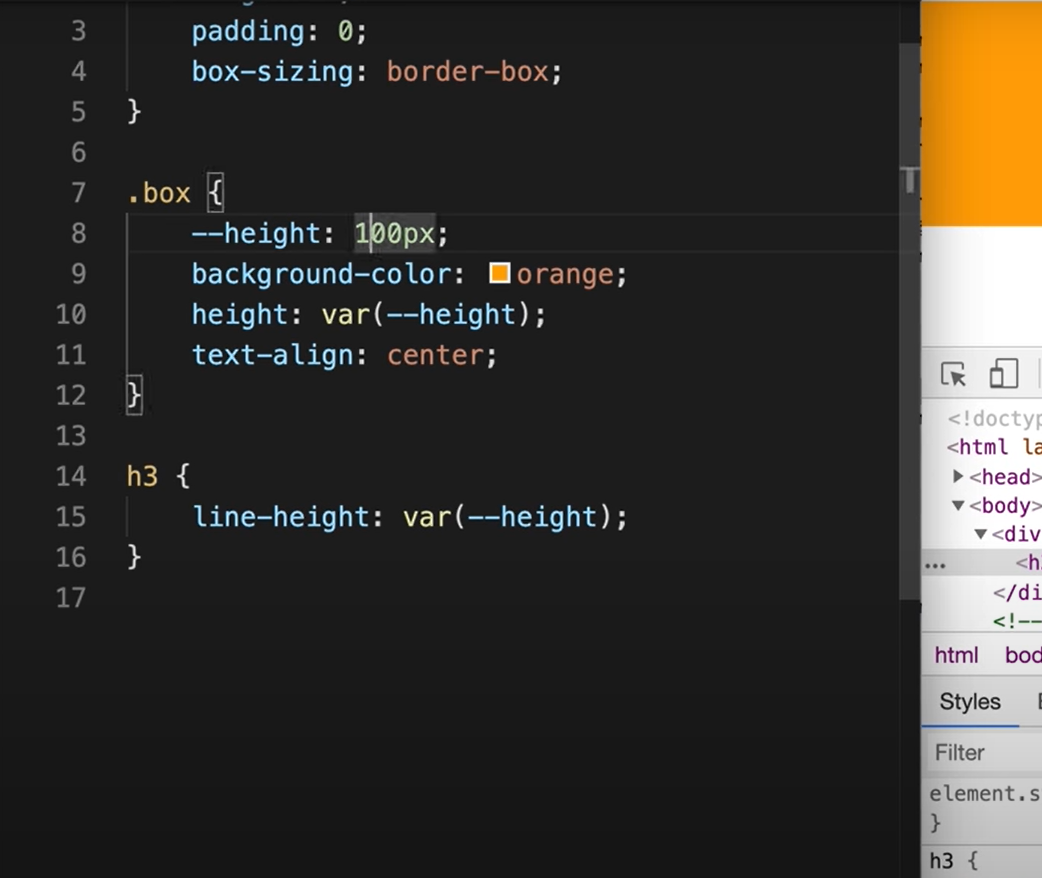 3 padding: 0;
4 box-sizing: border-box;
5 }
6
7 .box {
8 --height: 100px;
9 background-color: orange;
10 height: var(--height);
11 text-align: center;
12 }
13
14 h3 {
15 line-height: var(--height);
16 }
17
T
<!doctyp
<html la
<head>
<body>
<div
... <h
</di
<!--
html bod
Styles
Filter
element.s
}
h3 {